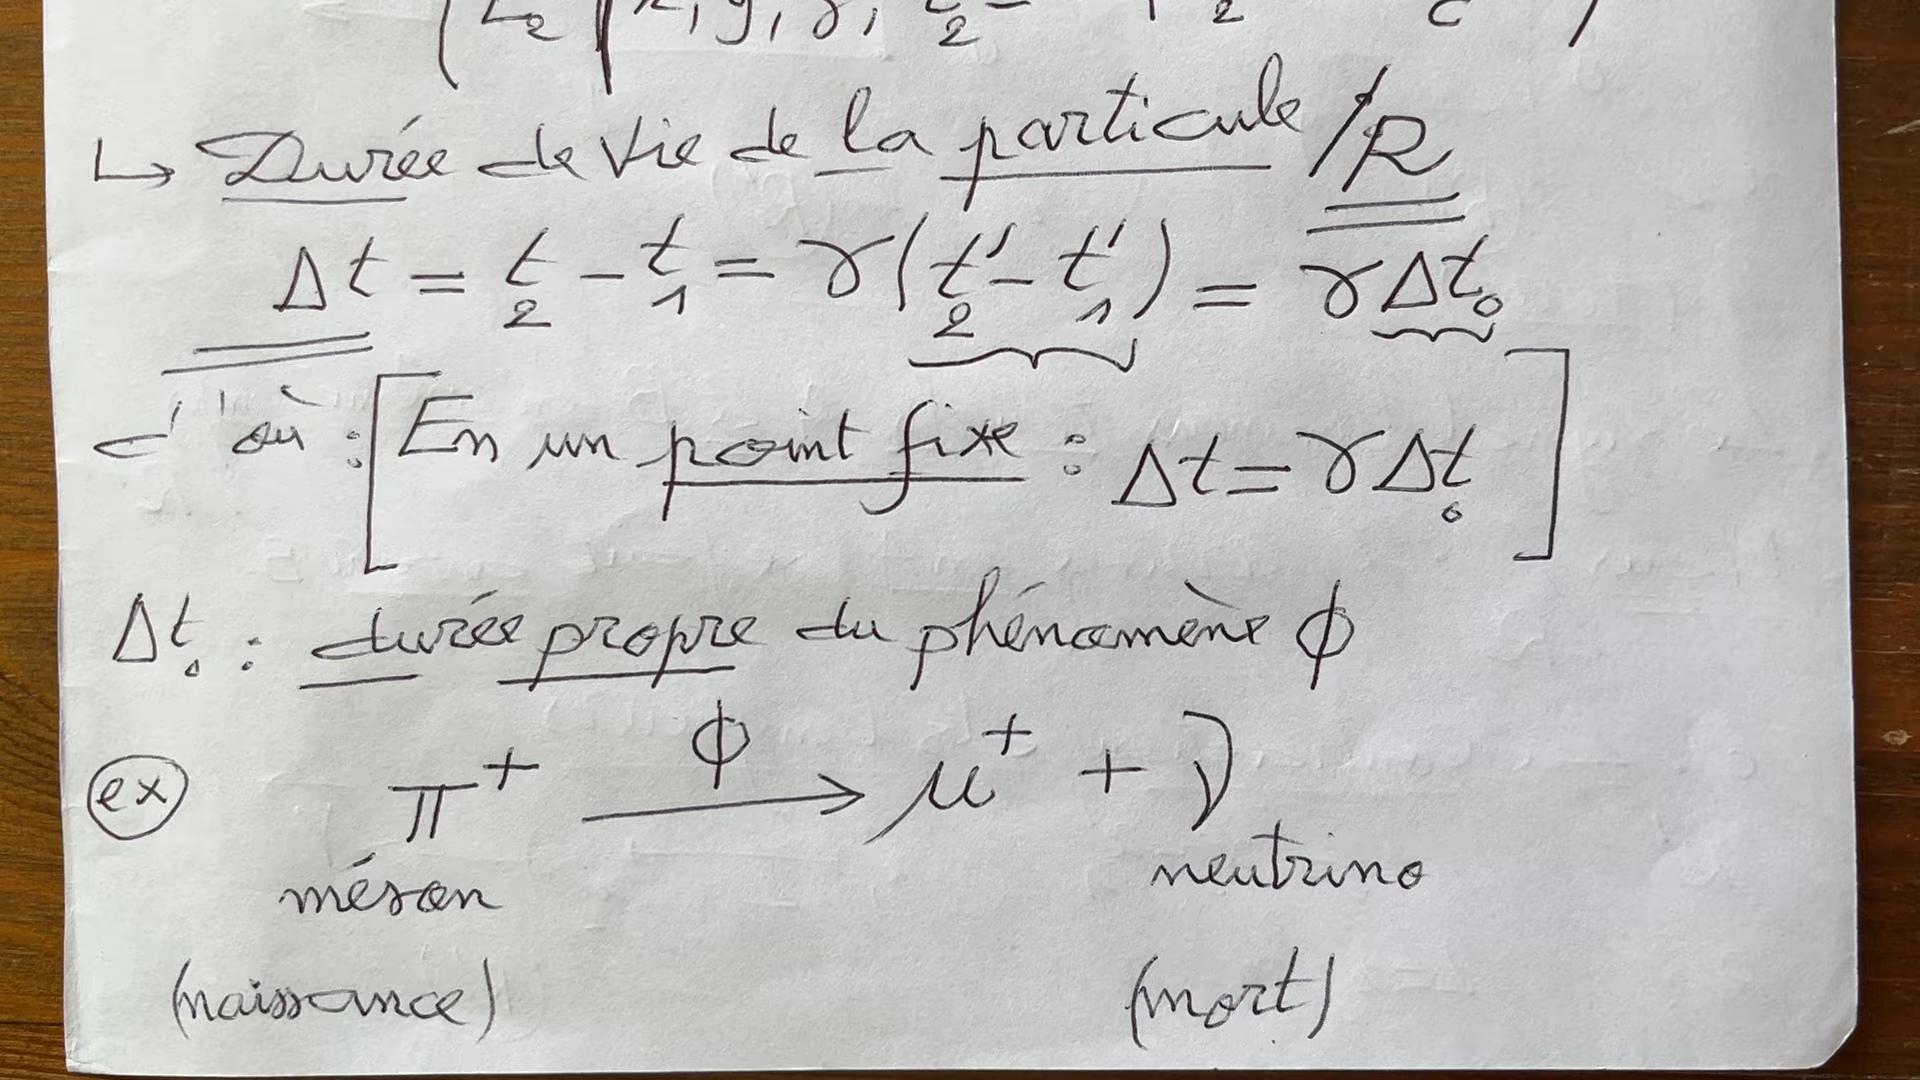 ↳ Durée de vie de la particule /R
Δt = t₂ - t₁ = γ(t'₂ - t'₁) = γΔt₀
d'où : [En un point fixe : Δt = γΔt₀]
Δt₀ : durée propre du phénomène ϕ
ex π⁺ —ϕ→ μ⁺ + ν
méson neutrino
(naissance) (mort)